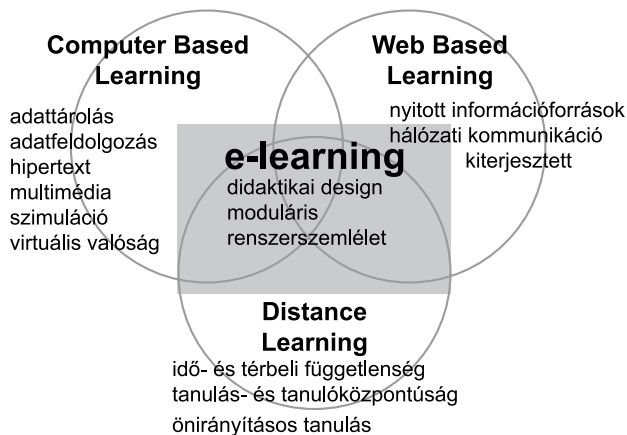 Computer Based
Learning
adattárolás
adatfeldolgozás
hipertext
multimédia
szimuláció
virtuális valóság
Web Based
Learning
nyitott információforrások
hálózati kommunikáció
kiterjesztett
e-learning
didaktikai design
moduláris
renszerszemlélet
Distance
Learning
idő- és térbeli függetlenség
tanulás- és tanulóközpontúság
önirányításos tanulás